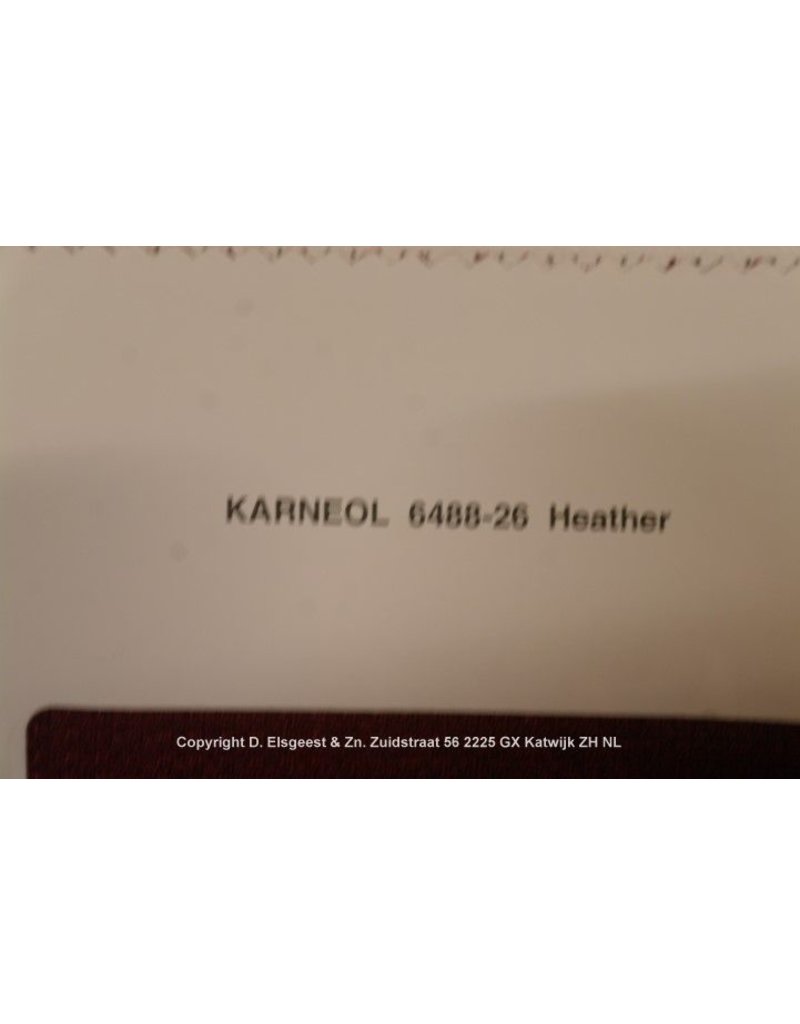 KARNEOL 6488-26 Heather
Copyright D. Elsgeest & Zn. Zuidstraat 56 2225 GX Katwijk ZH NL